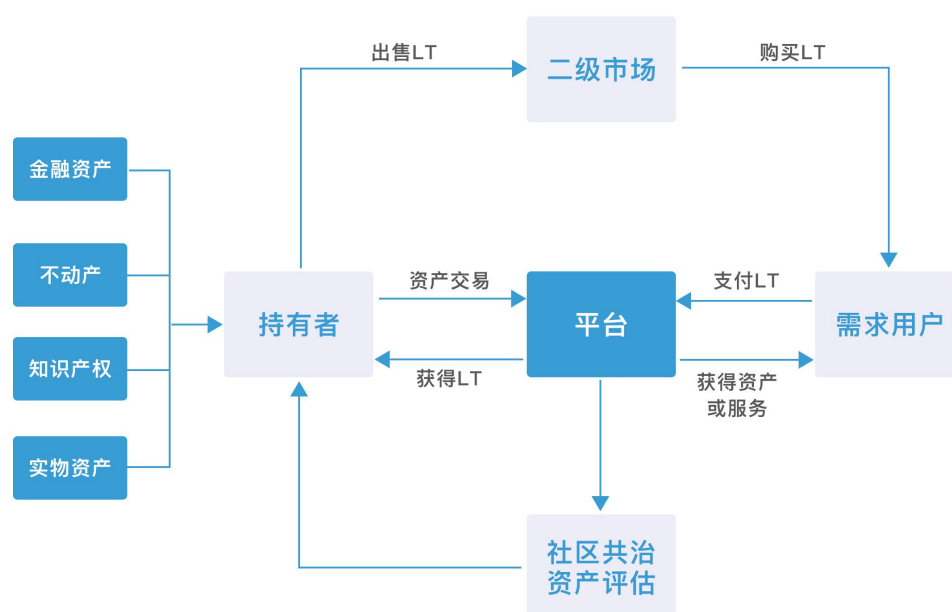 出售LT
二级市场
购买LT
金融资产
不动产
知识产权
实物资产
持有者
资产交易
获得LT
平台
支付LT
获得资产
或服务
需求用户
社区共治
资产评估